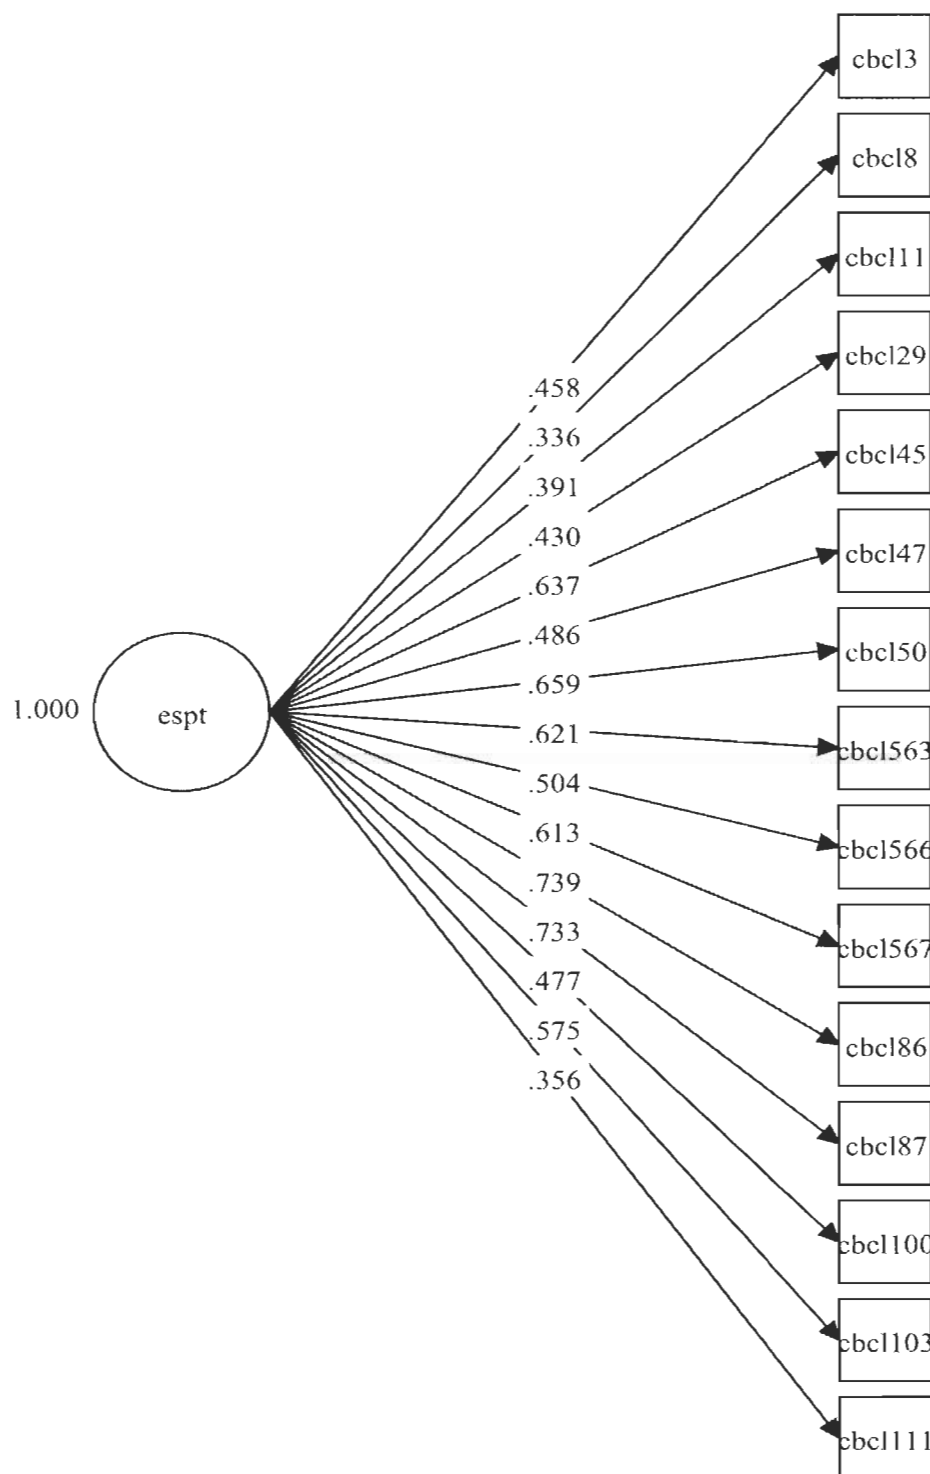 cbcl3
cbcl8
cbcl11
cbcl29
.458
.336
cbcl45
.391
.430
cbcl47
.637
.486
cbcl50
.659
1.000 espt
.621
cbcl563
.504
.613
cbcl566
.739
.733
cbcl567
.477
.575
cbcl86
.356
cbcl87
cbcl100
cbcl103
cbcl111